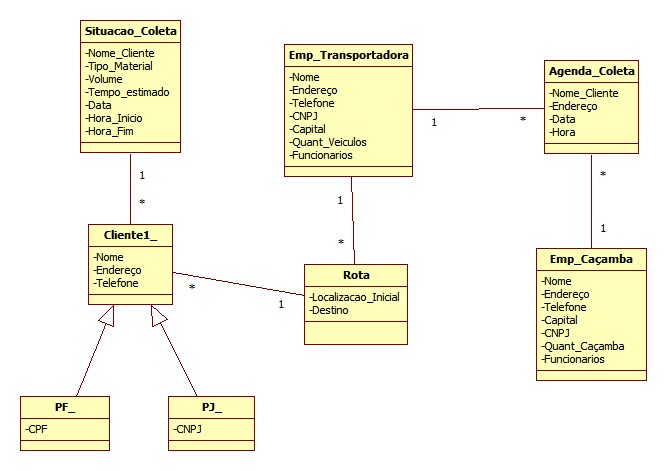 Situacao_Coleta
-Nome_Cliente
-Tipo_Material
-Volume
-Tempo_estimado
-Data
-Hora_Inicio
-Hora_Fim
Emp_Transportadora
-Nome
-Endereço
-Telefone
-CNPJ
-Capital
-Quant_Veiculos
-Funcionarios
Agenda_Coleta
-Nome_Cliente
-Endereço
-Data
-Hora
1
*
1
*
1
*
*
1
Cliente1_
-Nome
-Endereço
-Telefone
*
1
Rota
-Localizacao_Inicial
-Destino
Emp_Caçamba
-Nome
-Endereço
-Telefone
-Capital
-CNPJ
-Quant_Caçamba
-Funcionarios
PF_
-CPF
PJ_
-CNPJ